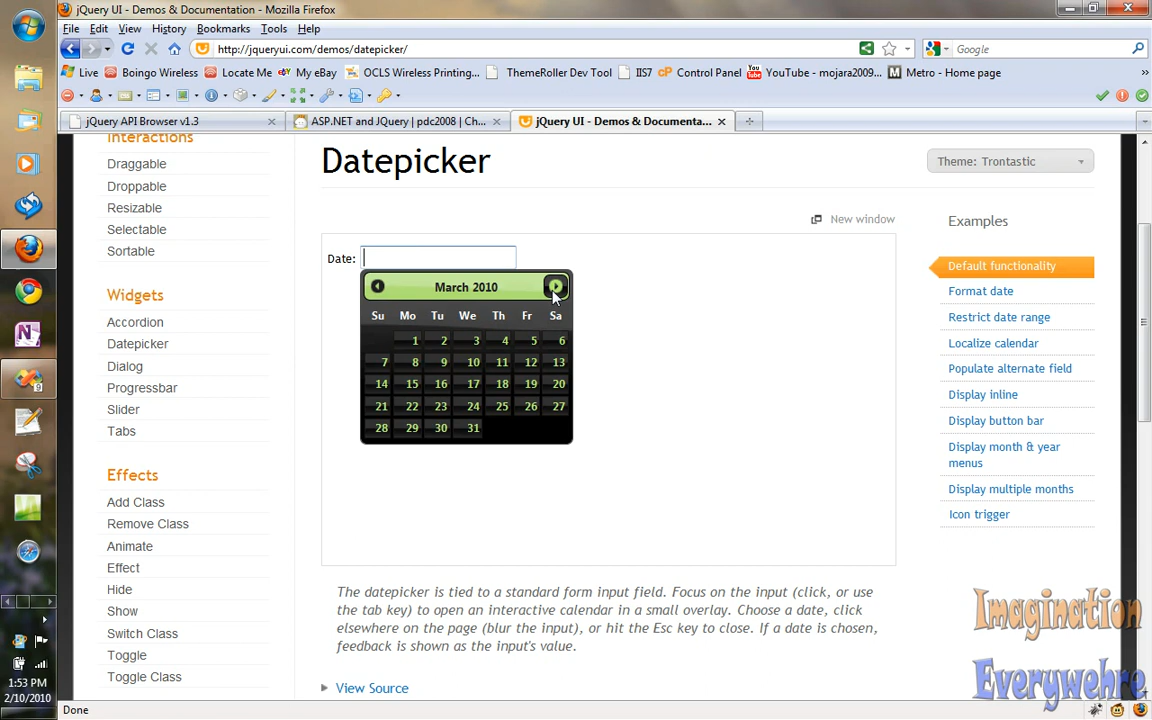 jQuery UI - Demos & Documentation - Mozilla Firefox
File Edit View History Bookmarks Tools Help
http://jqueryui.com/demos/datepicker/
Google
Live Boingo Wireless Locate Me My eBay OCLS Wireless Printing... ThemeRoller Dev Tool IIS7 Control Panel YouTube - mojara2009... Metro - Home page
jQuery API Browser v1.3
ASP.NET and JQuery | pdc2008 | Ch...
jQuery UI - Demos & Documenta...
Interactions
Draggable
Droppable
Resizable
Selectable
Sortable
Widgets
Accordion
Datepicker
Dialog
Progressbar
Slider
Tabs
Effects
Add Class
Remove Class
Animate
Effect
Hide
Show
Switch Class
Toggle
Toggle Class
Datepicker
Theme: Trontastic
New window
Date:
March 2010
Su Mo Tu We Th Fr Sa
1 2 3 4 5 6
7 8 9 10 11 12 13
14 15 16 17 18 19 20
21 22 23 24 25 26 27
28 29 30 31
The datepicker is tied to a standard form input field. Focus on the input (click, or use
the tab key) to open an interactive calendar in a small overlay. Choose a date, click
elsewhere on the page (blur the input), or hit the Esc key to close. If a date is chosen,
feedback is shown as the input's value.
View Source
Examples
Default functionality
Format date
Restrict date range
Localize calendar
Populate alternate field
Display inline
Display button bar
Display month & year
menus
Display multiple months
Icon trigger
Imagination
Everywehre
1:53 PM
2/10/2010
Done